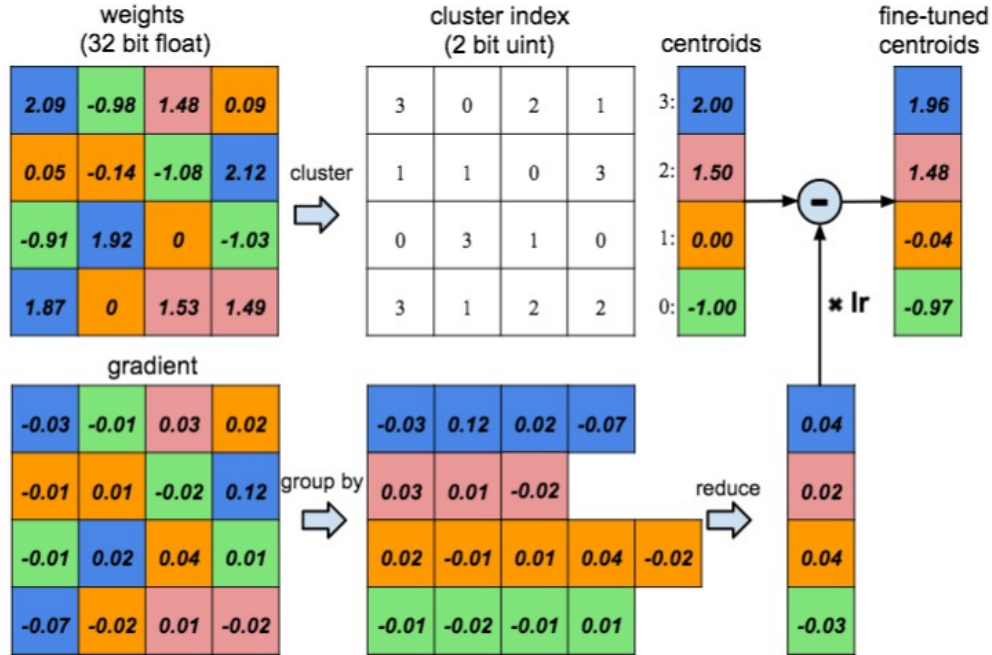 weights
(32 bit float)
cluster index
(2 bit uint)
centroids
fine-tuned
centroids
2.09 -0.98 1.48 0.09
3 0 2 1
3: 2.00
1.96
0.05 -0.14 -1.08 2.12
cluster
1 1 0 3
2: 1.50
1.48
-0.91 1.92 0 -1.03
0 3 1 0
1: 0.00
-0.04
1.87 0 1.53 1.49
3 1 2 2
0: -1.00
-0.97
× lr
gradient
-0.03 -0.01 0.03 0.02
-0.03 0.12 0.02 -0.07
0.04
-0.01 0.01 -0.02 0.12
group by
0.03 0.01 -0.02
reduce
0.02
-0.01 0.02 0.04 0.01
0.02 -0.01 0.01 0.04 -0.02
0.04
-0.07 -0.02 0.01 -0.02
-0.01 -0.02 -0.01 0.01
-0.03